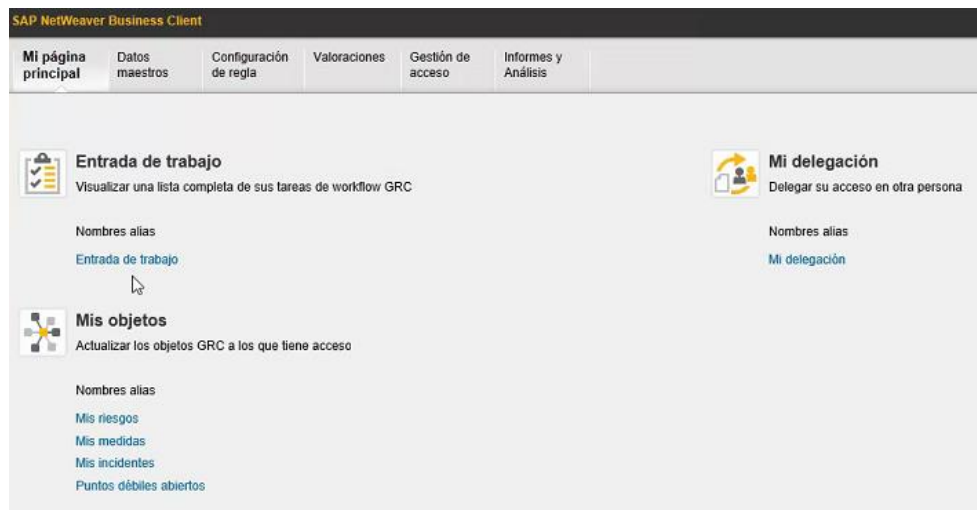 SAP NetWeaver Business Client
Mi página principal
Datos maestros
Configuración de regla
Valoraciones
Gestión de acceso
Informes y Análisis
Entrada de trabajo
Visualizar una lista completa de sus tareas de workflow GRC
Nombres alias
Entrada de trabajo
Mi delegación
Delegar su acceso en otra persona
Nombres alias
Mi delegación
Mis objetos
Actualizar los objetos GRC a los que tiene acceso
Nombres alias
Mis riesgos
Mis medidas
Mis incidentes
Puntos débiles abiertos